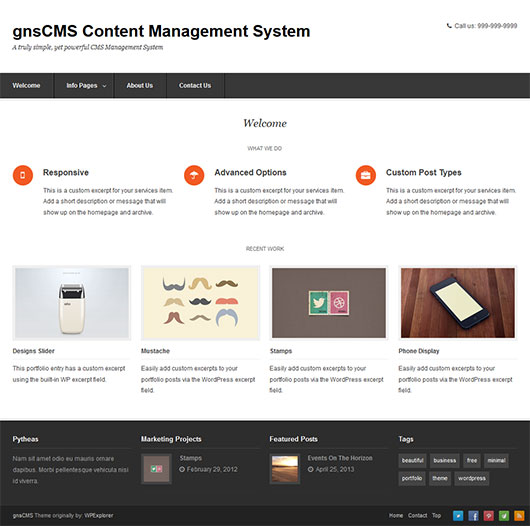 gnsCMS Content Management System
A truly simple, yet powerful CMS Management System
Call us: 999-999-9999
Welcome
Info Pages
About Us
Contact Us
Welcome
WHAT WE DO
Responsive
This is a custom excerpt for your services item.
Add a short description or message that will
show up on the homepage and archive.
Advanced Options
This is a custom excerpt for your services item.
Add a short description or message that will
show up on the homepage and archive.
Custom Post Types
This is a custom excerpt for your services item.
Add a short description or message that will
show up on the homepage and archive.
RECENT WORK
Designs Slider
This portfolio entry has a custom excerpt
using the built-in WP excerpt field.
Mustache
Easily add custom excerpts to your
portfolio posts via the WordPress excerpt
field.
Stamps
Easily add custom excerpts to your
portfolio posts via the WordPress excerpt
field.
Phone Display
Easily add custom excerpts to your
portfolio posts via the WordPress excerpt
field.
Pytheas
Nam sit amet odio eu mauris ornare
dapibus. Morbi pellentesque vehicula nisi
id viverra.
Marketing Projects
Stamps
February 29, 2012
Featured Posts
Events On The Horizon
April 25, 2013
Tags
beautiful
business
free
minimal
portfolio
theme
wordpress
gnsCMS Theme originally by: WPExplorer
Home
Contact
Top